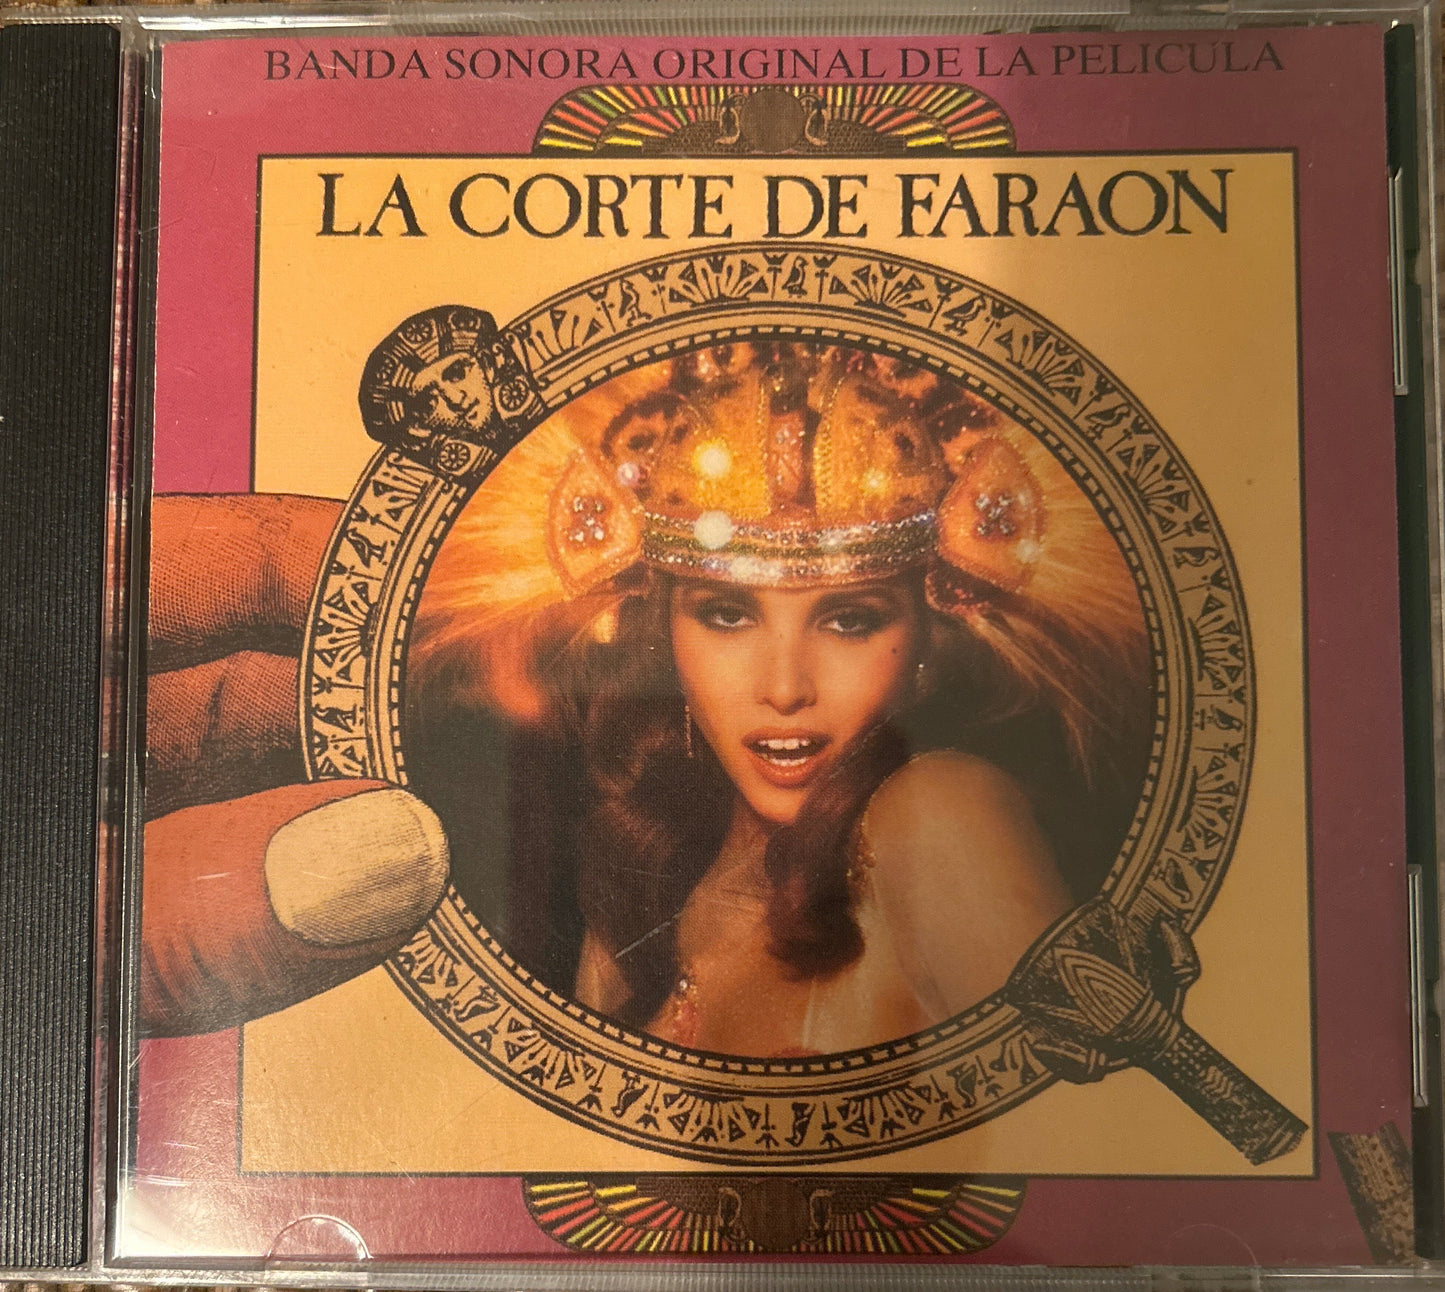 BANDA SONORA ORIGINAL DE LA PELICULA
LA CORTE DE FARAON